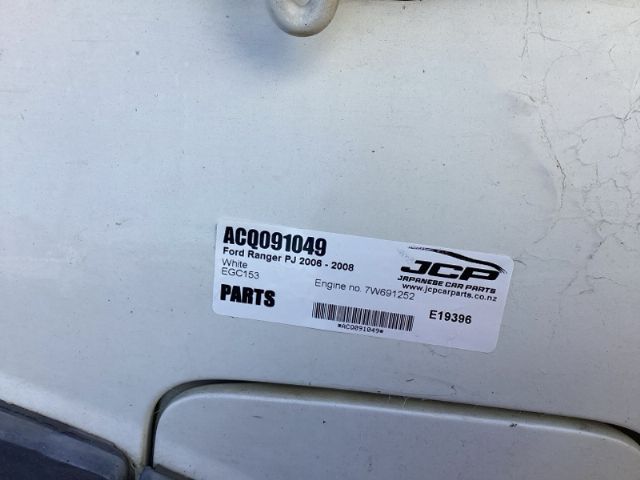 ACQ091049
Ford Ranger PJ 2006 - 2008
White
EGC153
Engine no. 7W691252
PARTS
*ACQ091049*
JCP
JAPANESE CAR PARTS
www.jcpcarparts.co.nz
E19396